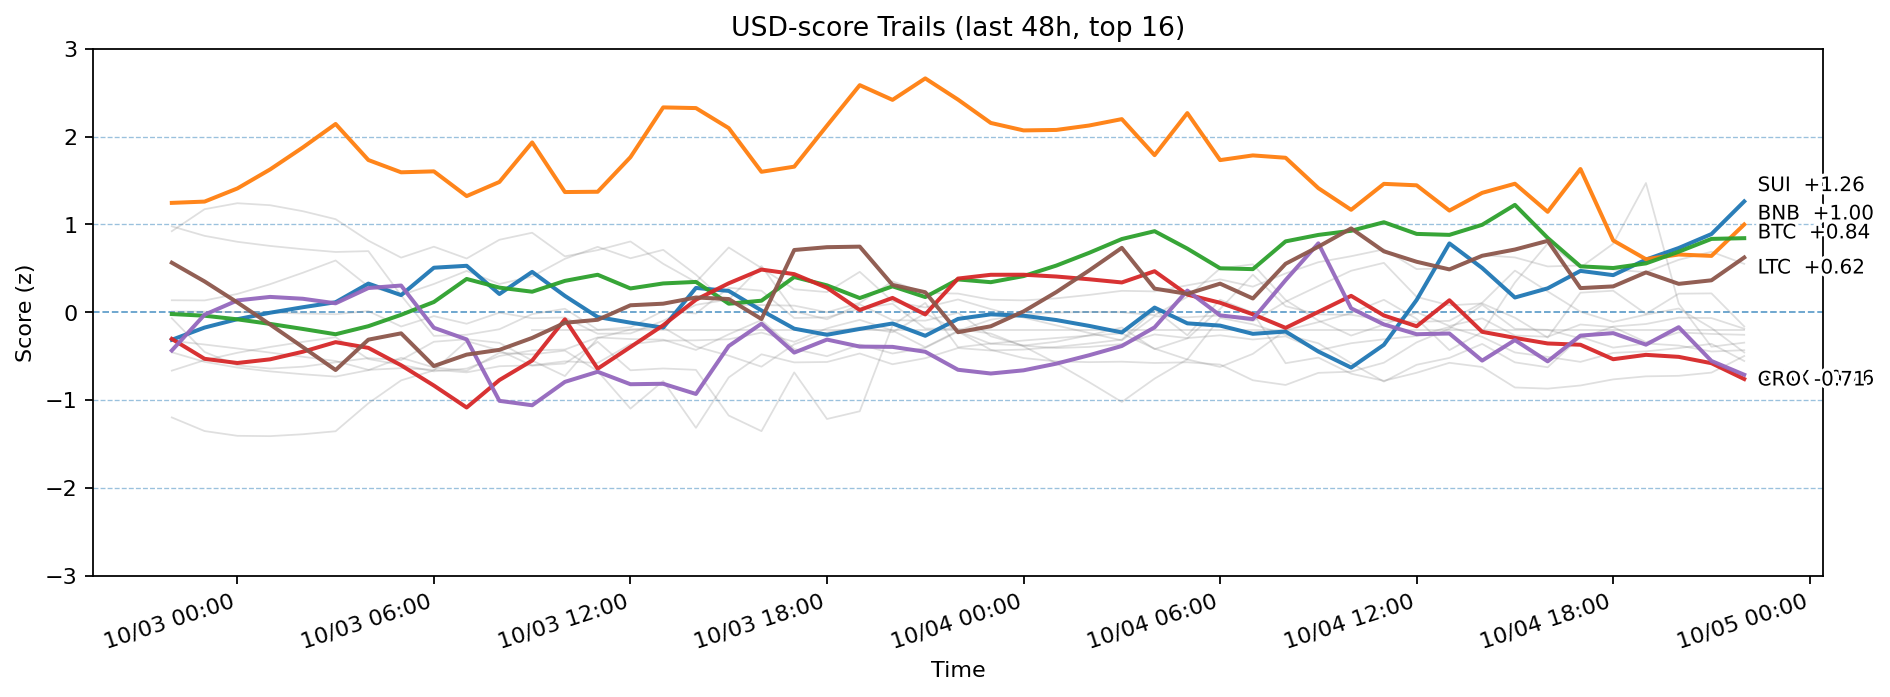 USD-score Trails (last 48h, top 16)
Score (z)
3
2
1
0
−1
−2
−3
SUI +1.26
BNB +1.00
BTC +0.84
LTC +0.62
CRO -0.71
10/03 00:00
10/03 06:00
10/03 12:00
10/03 18:00
10/04 00:00
10/04 06:00
10/04 12:00
10/04 18:00
10/05 00:00
Time